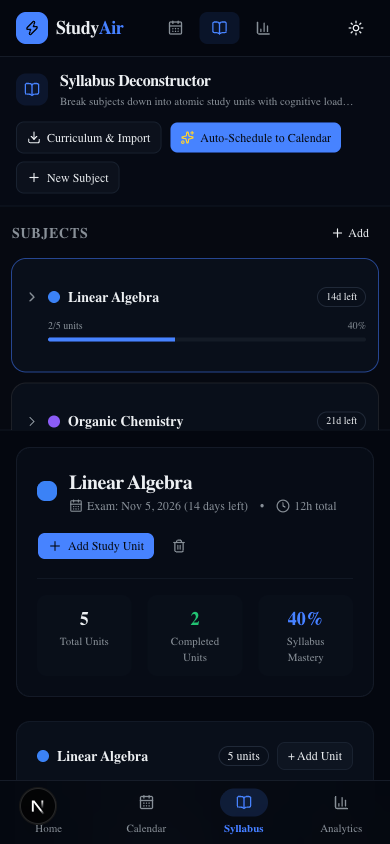 StudyAir
Syllabus Deconstructor
Break subjects down into atomic study units with cognitive load…
Curriculum & Import
Auto-Schedule to Calendar
New Subject
SUBJECTS
Add
Linear Algebra
14d left
2/5 units
40%
Organic Chemistry
21d left
Linear Algebra
Exam: Nov 5, 2026 (14 days left) • 12h total
Add Study Unit
5
Total Units
2
Completed
Units
40%
Syllabus
Mastery
Linear Algebra
5 units
+ Add Unit
N
Home
Calendar
Syllabus
Analytics